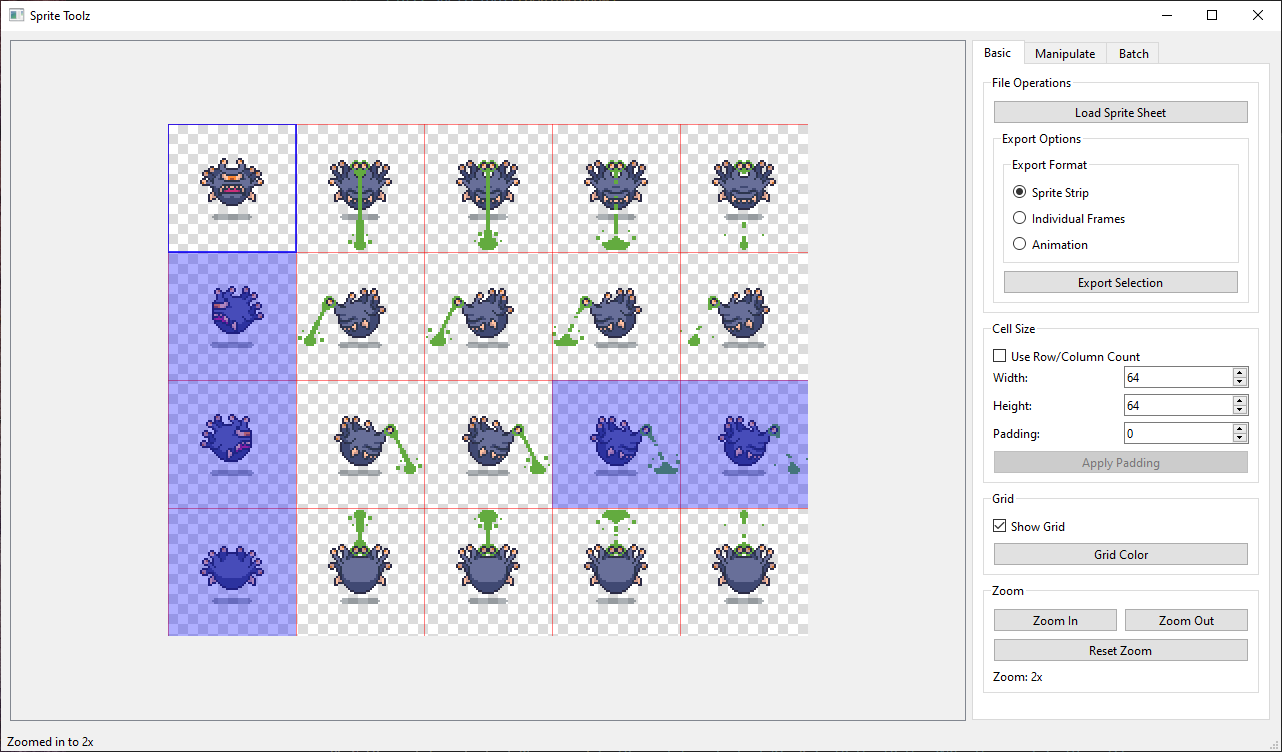 Sprite Toolz
Basic
Manipulate
Batch
File Operations
Load Sprite Sheet
Export Options
Export Format
Sprite Strip
Individual Frames
Animation
Export Selection
Cell Size
Use Row/Column Count
Width: 64
Height: 64
Padding: 0
Apply Padding
Grid
Show Grid
Grid Color
Zoom
Zoom In
Zoom Out
Reset Zoom
Zoom: 2x
Zoomed in to 2x